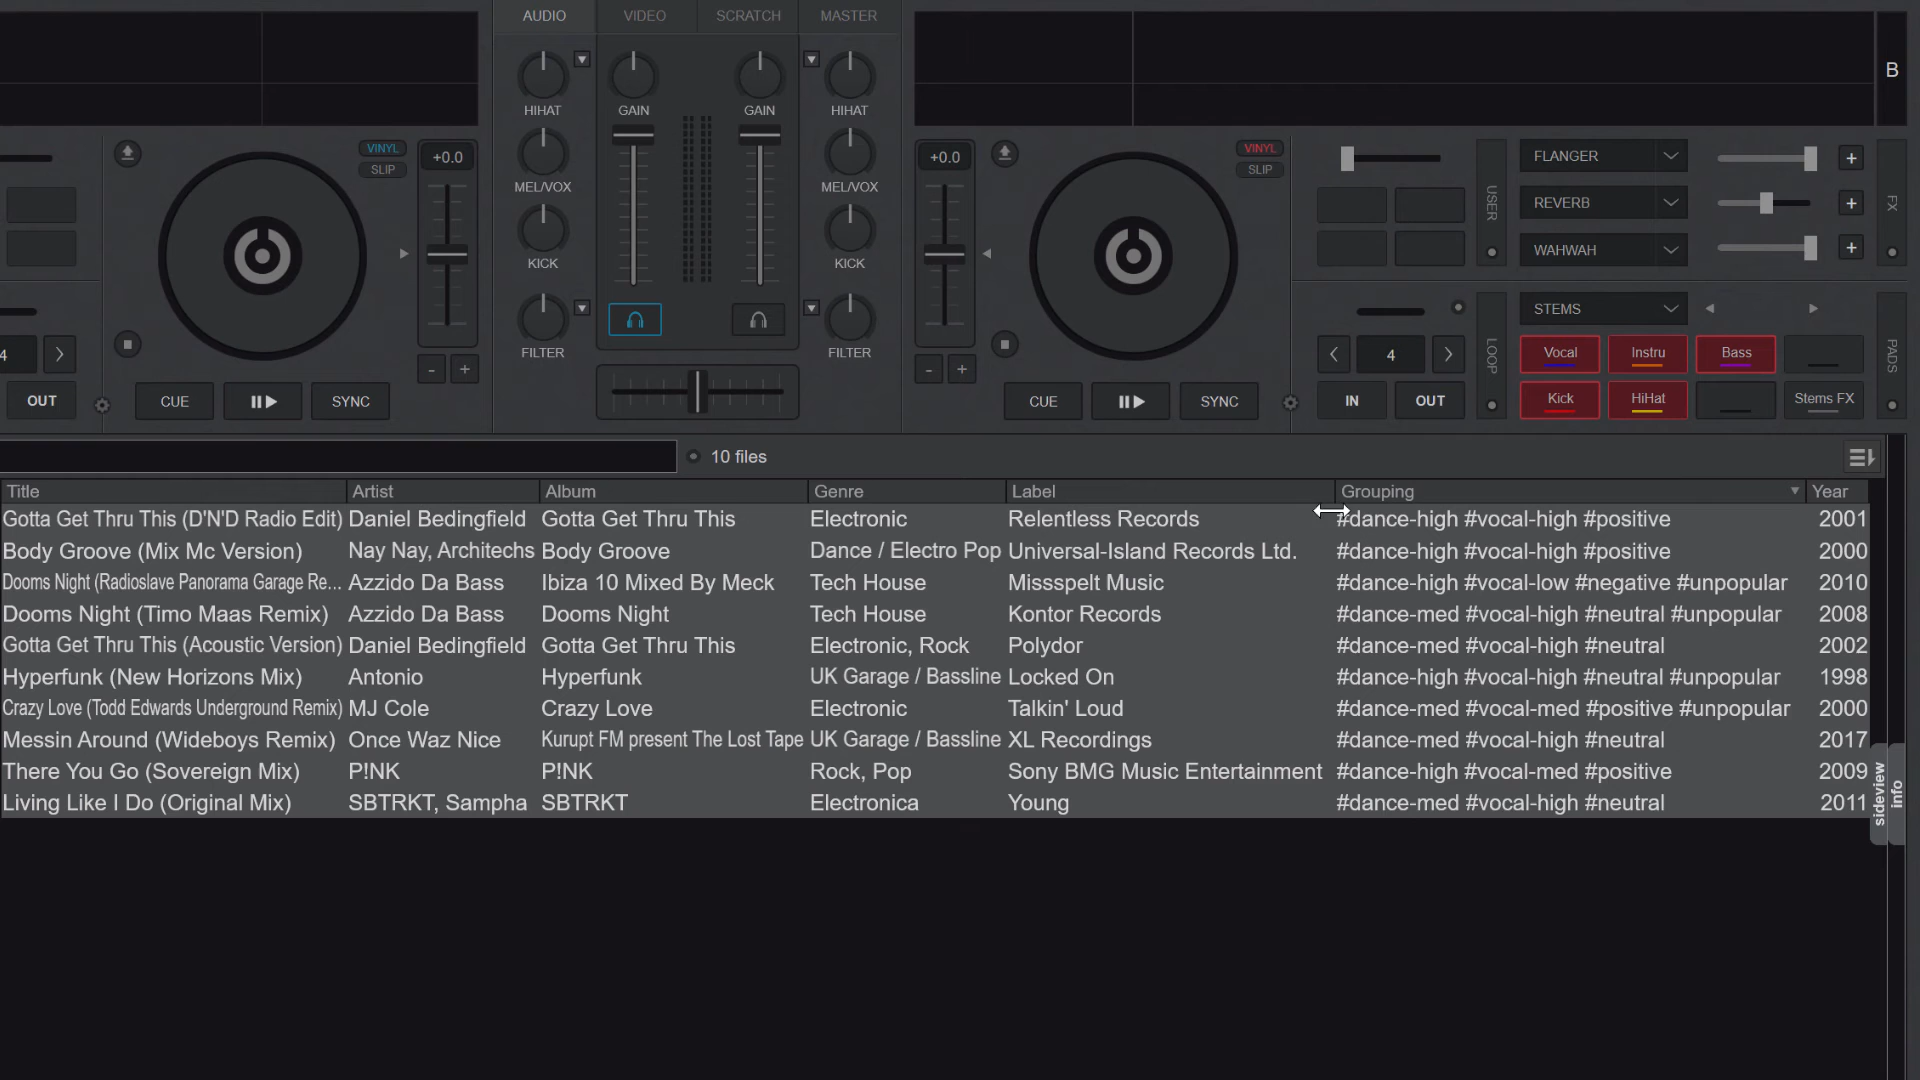 AUDIO VIDEO SCRATCH MASTER
B
HIHAT GAIN GAIN HIHAT
VINYL
SLIP
+0.0
MEL/VOX
KICK
FILTER
MEL/VOX
KICK
FILTER
+0.0
VINYL
SLIP
4
OUT
CUE
SYNC
- +
- +
CUE
SYNC
USER
FLANGER +
REVERB +
WAHWAH +
FX
4
IN OUT
LOOP
STEMS
Vocal Instru Bass
Kick HiHat Stems FX
PADS
10 files
Title Artist Album Genre Label Grouping Year
Gotta Get Thru This (D'N'D Radio Edit) Daniel Bedingfield Gotta Get Thru This Electronic Relentless Records #dance-high #vocal-high #positive 2001
Body Groove (Mix Mc Version) Nay Nay, Architechs Body Groove Dance / Electro Pop Universal-Island Records Ltd. #dance-high #vocal-high #positive 2000
Dooms Night (Radioslave Panorama Garage Re... Azzido Da Bass Ibiza 10 Mixed By Meck Tech House Missspelt Music #dance-high #vocal-low #negative #unpopular 2010
Dooms Night (Timo Maas Remix) Azzido Da Bass Dooms Night Tech House Kontor Records #dance-med #vocal-high #neutral #unpopular 2008
Gotta Get Thru This (Acoustic Version) Daniel Bedingfield Gotta Get Thru This Electronic, Rock Polydor #dance-med #vocal-high #neutral 2002
Hyperfunk (New Horizons Mix) Antonio Hyperfunk UK Garage / Bassline Locked On #dance-high #vocal-high #neutral #unpopular 1998
Crazy Love (Todd Edwards Underground Remix) MJ Cole Crazy Love Electronic Talkin' Loud #dance-med #vocal-med #positive #unpopular 2000
Messin Around (Wideboys Remix) Once Waz Nice Kurupt FM present The Lost Tape UK Garage / Bassline XL Recordings #dance-med #vocal-high #neutral 2017
There You Go (Sovereign Mix) P!NK P!NK Rock, Pop Sony BMG Music Entertainment #dance-high #vocal-med #positive 2009
Living Like I Do (Original Mix) SBTRKT, Sampha SBTRKT Electronica Young #dance-med #vocal-high #neutral 2011
sideview
info